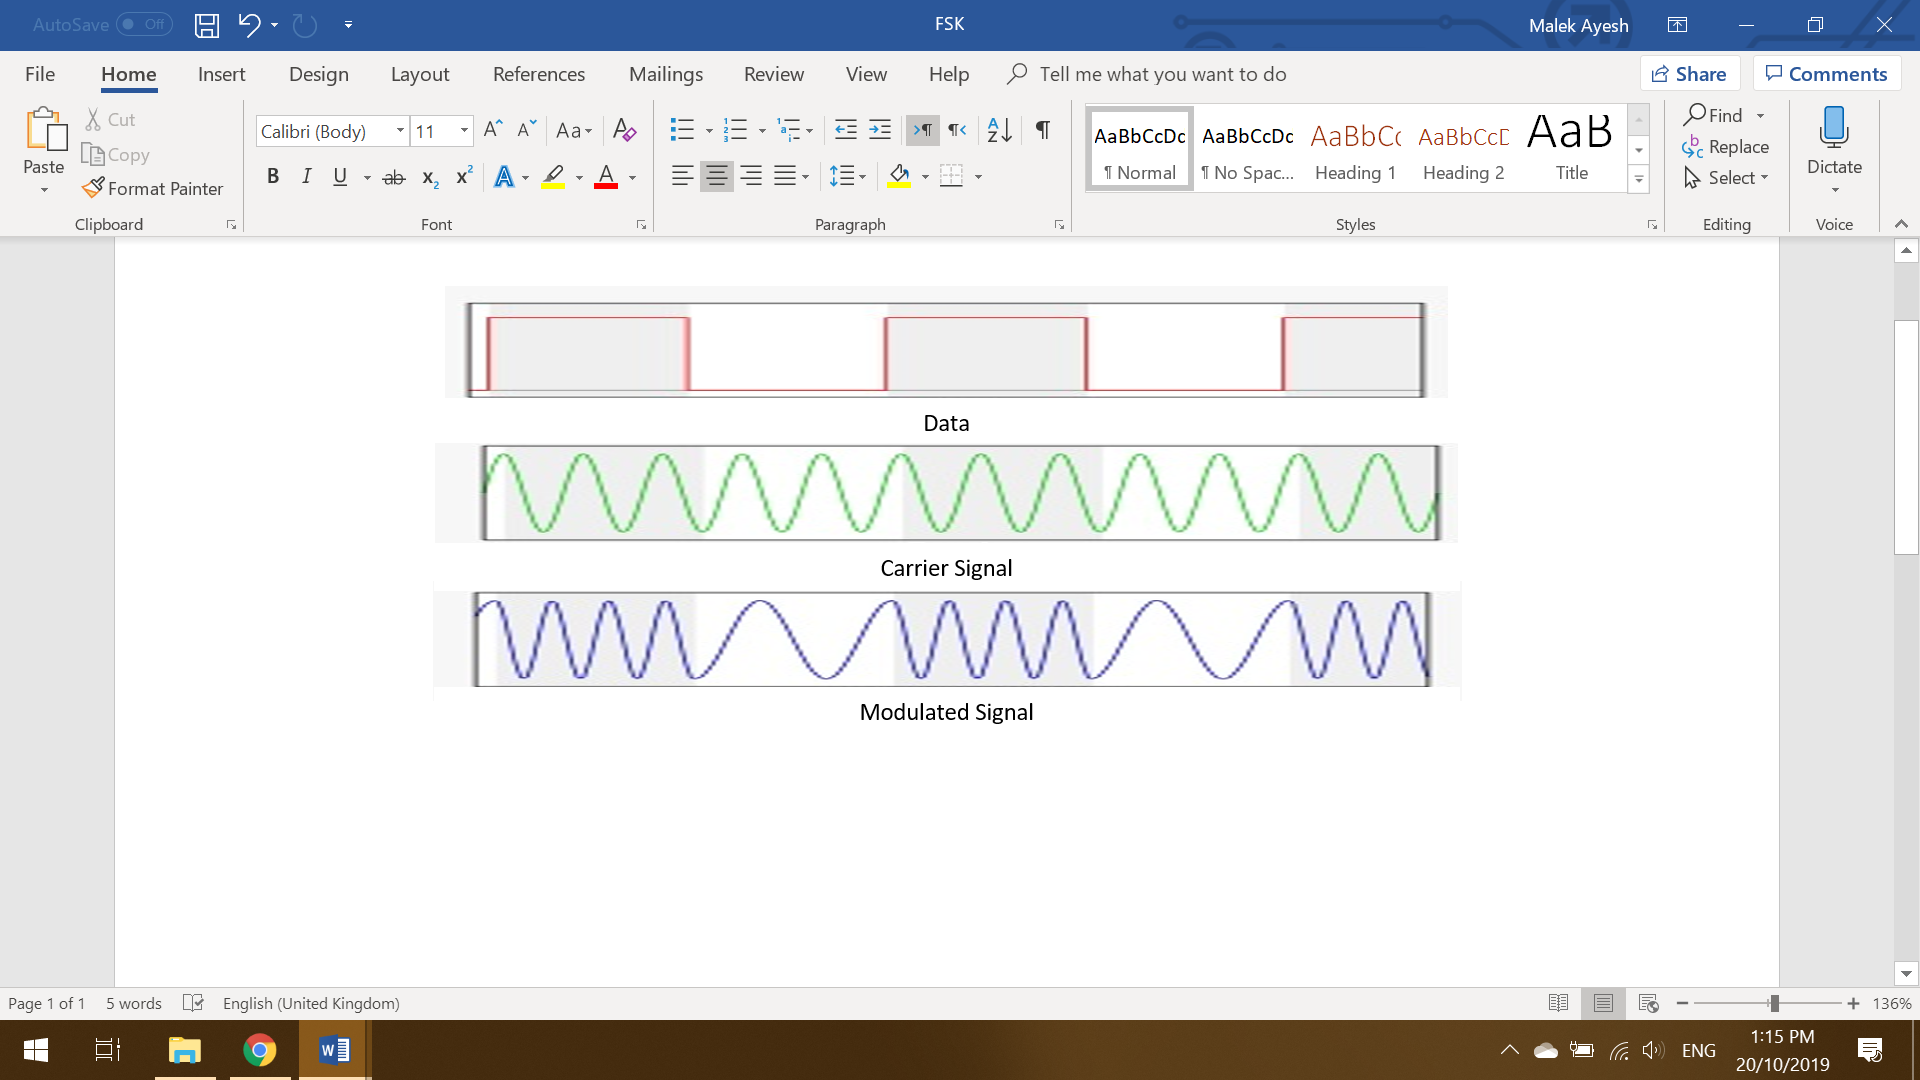 AutoSave Off FSK Malek Ayesh
File Home Insert Design Layout References Mailings Review View Help Tell me what you want to do Share Comments
Paste
Cut
Copy
Format Painter
Clipboard
Calibri (Body) 11
Font
Paragraph
AaBbCcDc AaBbCcDc AaBbCc AaBbCcD AaB
¶ Normal ¶ No Spac... Heading 1 Heading 2 Title
Styles
Find
Replace
Select
Editing
Dictate
Voice
Data
Carrier Signal
Modulated Signal
Page 1 of 1 5 words English (United Kingdom) 136%
ENG
1:15 PM
20/10/2019